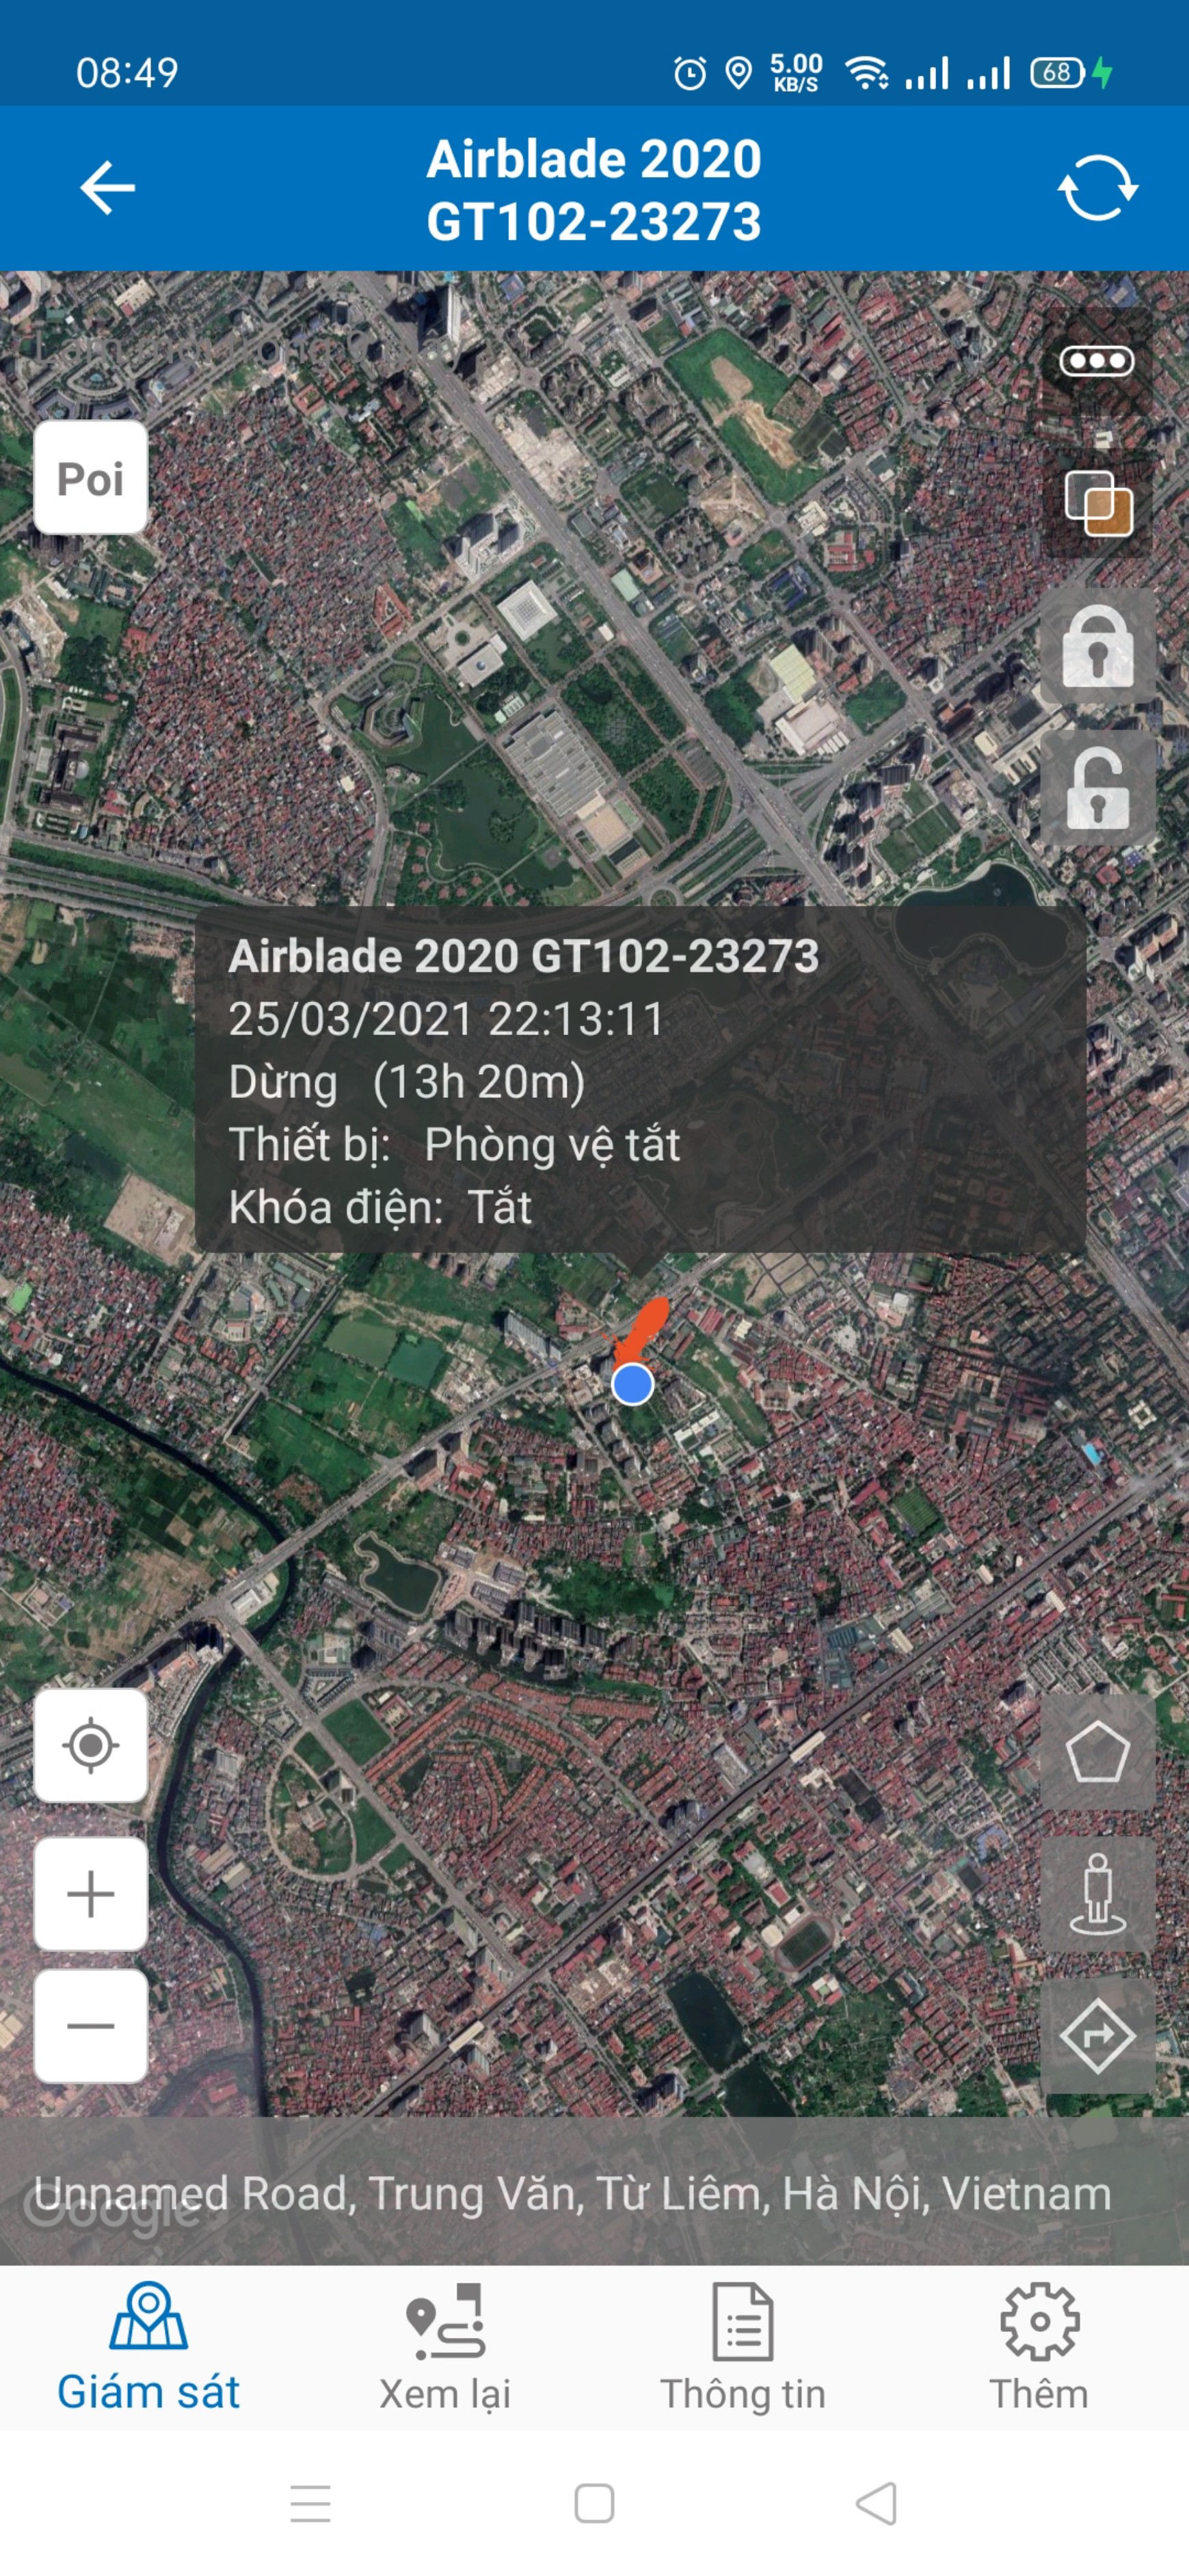 08:49
5.00
KB/S
68
Airblade 2020
GT102-23273
Poi
Airblade 2020 GT102-23273
25/03/2021 22:13:11
Dừng (13h 20m)
Thiết bị: Phòng vệ tắt
Khóa điện: Tắt
Unnamed Road, Trung Văn, Từ Liêm, Hà Nội, Vietnam
Google
Giám sát
Xem lại
Thông tin
Thêm